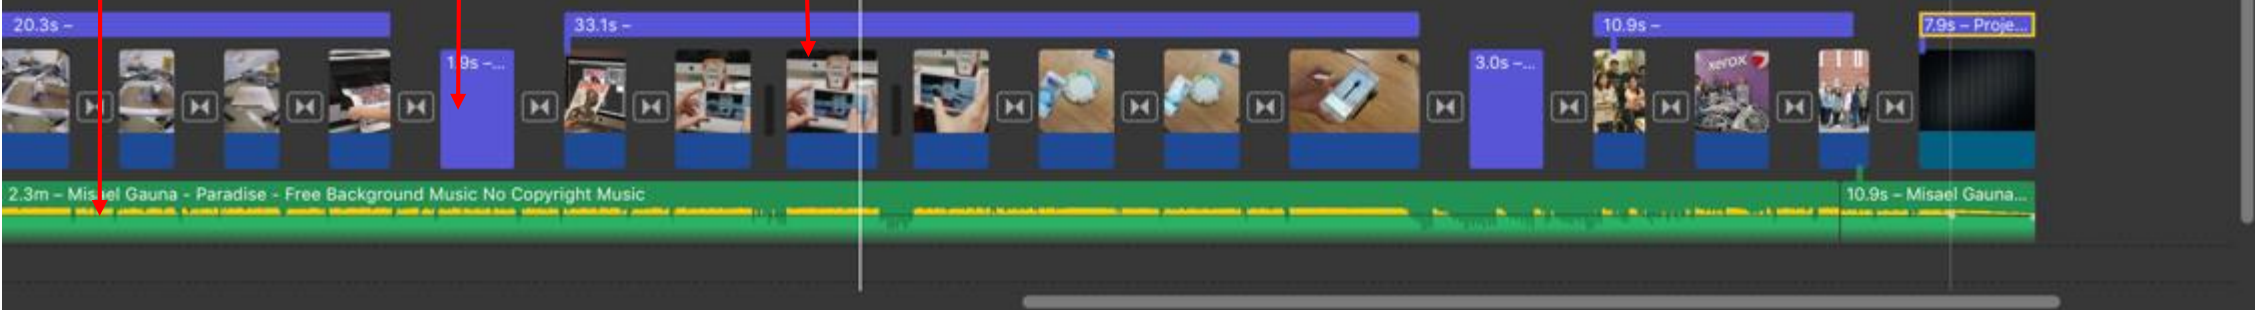 20.3s –
33.1s –
10.9s –
7.9s – Proje...
1.9s –...
3.0s –...
xerox
2.3m – Misael Gauna - Paradise - Free Background Music No Copyright Music
10.9s – Misael Gauna...